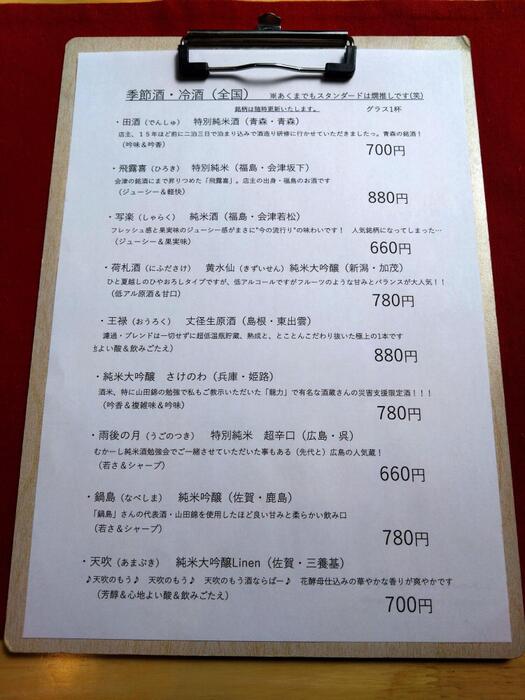 季節酒・冷酒（全国） ※あくまでもスタンダードは燗推しです(笑)
銘柄は随時更新いたします。 グラス1杯
・田酒（でんしゅ） 特別純米酒（青森・青森）
店主、１５年ほど前に二泊三日で泊まり込みで酒造り研修に行かせていただきましたっ。青森の銘酒！
（吟味＆吟香）
700円
・飛露喜（ひろき） 特別純米（福島・会津坂下）
会津の銘酒にまで昇りつめた「飛露喜」。店主の出身・福島のお酒です
（ジューシー＆軽快）
880円
・写楽（しゃらく） 純米酒（福島・会津若松）
フレッシュ感と果実味のジューシー感がまさに"今の流行り"の味わいです！ 人気銘柄になってしまった…
（ジューシー＆果実味）
660円
・荷札酒（にふださけ） 黄水仙（きずいせん）純米大吟醸（新潟・加茂）
ひと夏越しのひやおろしタイプですが、低アルコールですがフルーツのような甘みとバランスが大人気！！
（低アル原酒＆甘口）
780円
・王禄（おうろく） 丈径生原酒（島根・東出雲）
濾過・ブレンドは一切せずに超低温瓶貯蔵、熟成と、とことんこだわり抜いた極上の1本です
ちよい酸＆飲みごたえ）
880円
・純米大吟醸 さけのわ（兵庫・姫路）
酒米、特に山田錦の勉強で私もご教示いただいた「龍力」で有名な酒蔵さんの災害支援限定酒！！！
（吟香＆複雑味＆吟味）
780円
・雨後の月（うごのつき） 特別純米 超辛口（広島・呉）
むかーし純米酒勉強会でご一緒させていただいた事もある（先代と）広島の人気蔵！
（若さ＆シャープ）
660円
・鍋島（なべしま） 純米吟醸（佐賀・鹿島）
「鍋島」さんの代表酒・山田錦を使用したほど良い甘みと柔らかい飲み口
（若さ＆シャープ）
780円
・天吹（あまぶき） 純米大吟醸Linen（佐賀・三養基）
♪天吹のもう♪ 天吹のもう♪ 天吹のもう酒ならばー♪ 花酵母仕込みの華やかな香りが爽やかです
（芳醇＆心地よい酸＆飲みごたえ）
700円